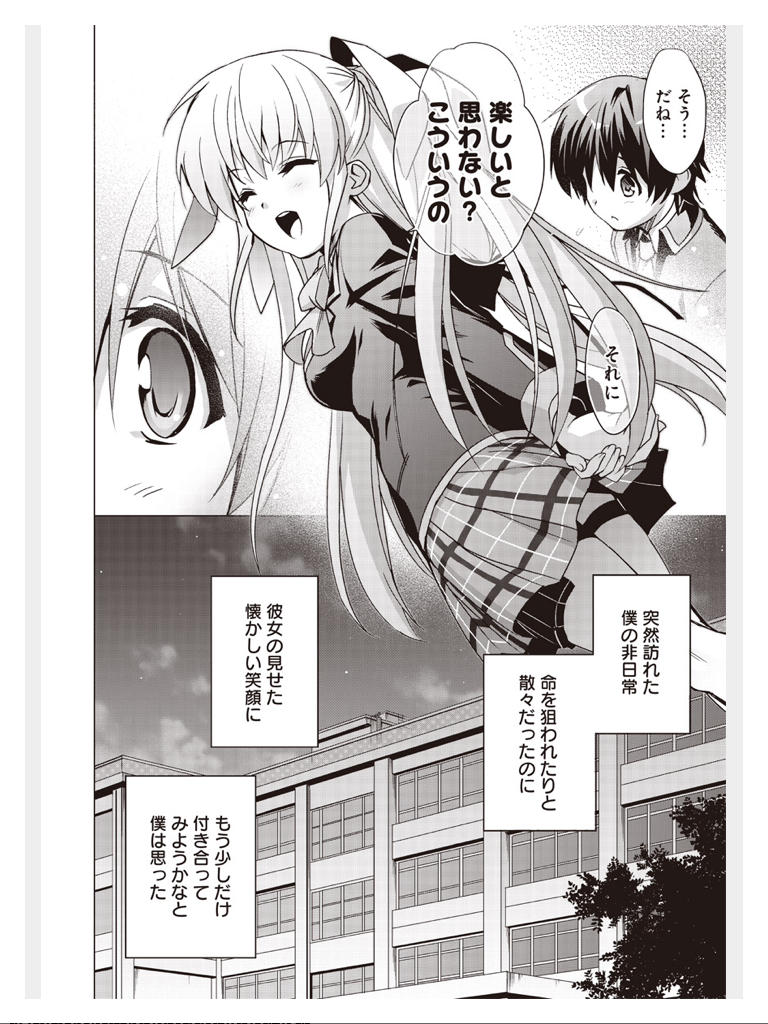 そう…
だね…
楽しいと
思わない？
こういうの
それに
突然訪れた
僕の非日常
命を狙われたりと
散々だったのに
彼女の見せた
懐かしい笑顔に
もう少しだけ
付き合って
みようかなと
僕は思った